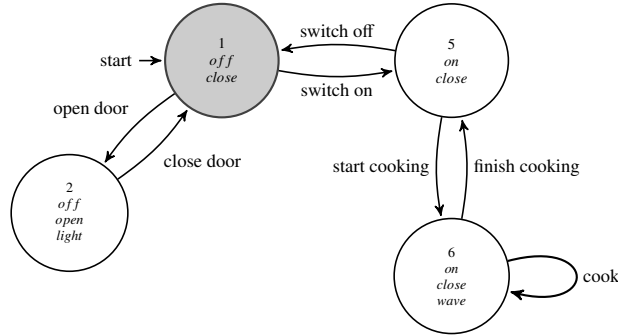 switch off
1
off
close
5
on
close
start
switch on
open door
close door
2
off
open
light
start cooking
finish cooking
6
on
close
wave
cook